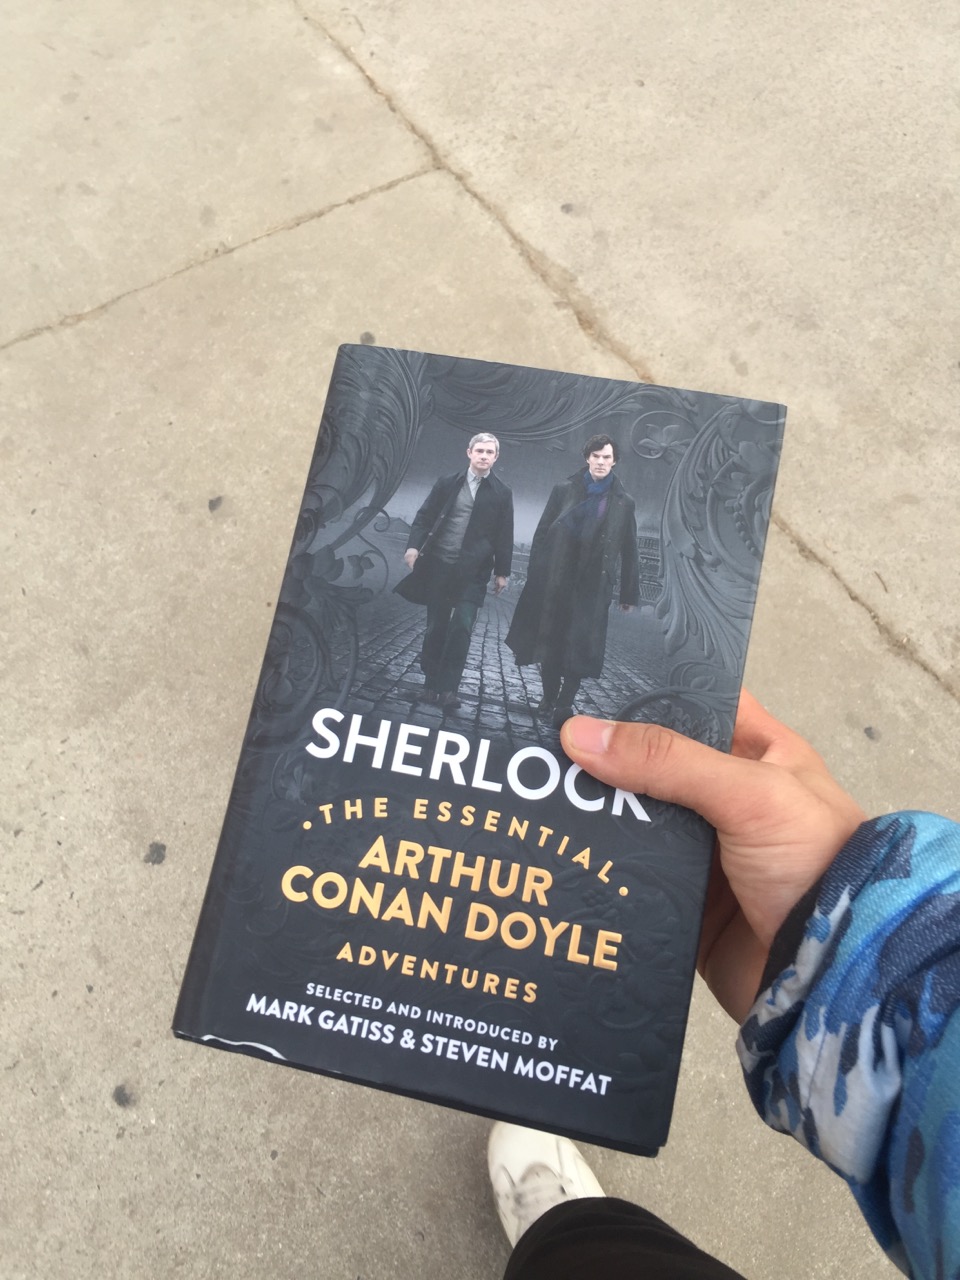 SHERLOCK
·THE ESSENTIAL·
ARTHUR
CONAN DOYLE
ADVENTURES
SELECTED AND INTRODUCED BY
MARK GATISS & STEVEN MOFFAT